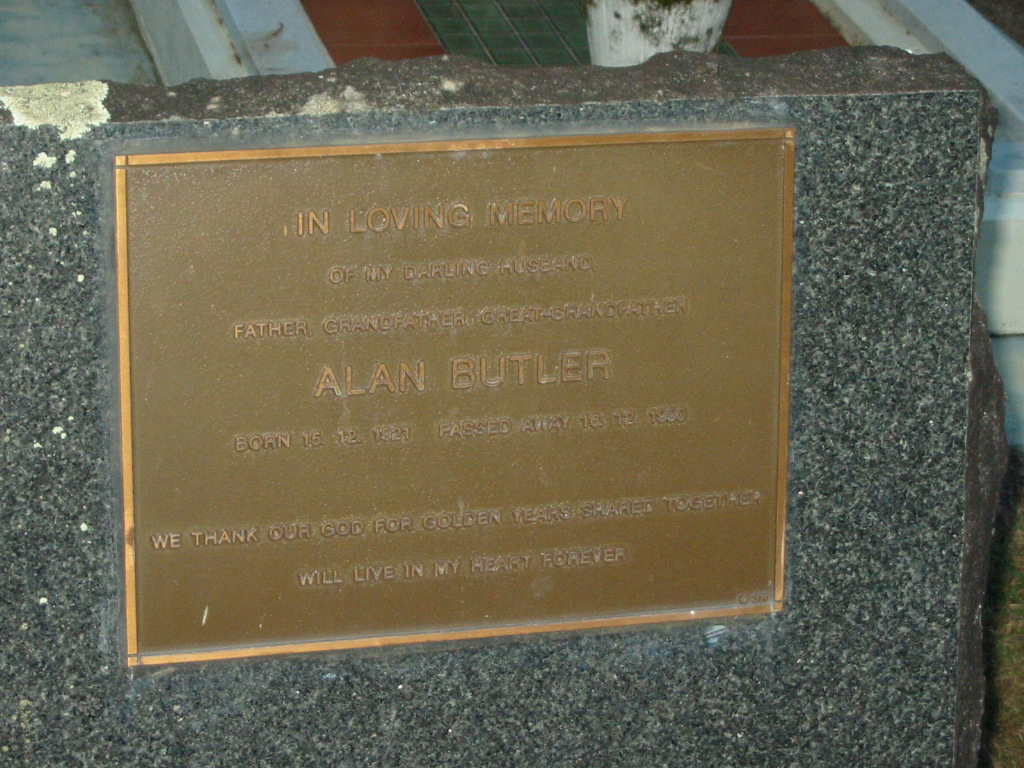 IN LOVING MEMORY
OF MY DARLING HUSBAND,
FATHER, GRANDFATHER, GREAT-GRANDFATHER
ALAN BUTLER
BORN 15. 12. 1921 PASSED AWAY 16. 12. 1990
WE THANK OUR GOD FOR GOLDEN YEARS SHARED TOGETHER
WILL LIVE IN MY HEART FOREVER